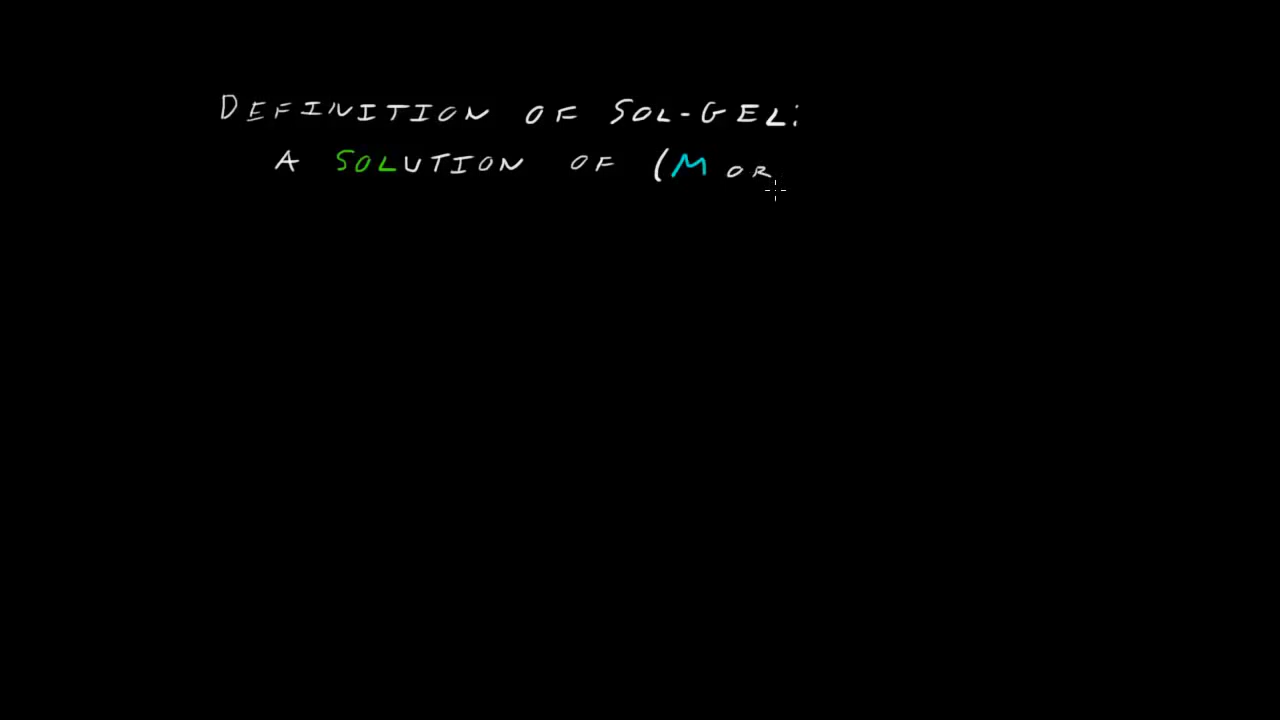 DEFINITION OF SOL-GEL:
A SOLUTION OF (M OR